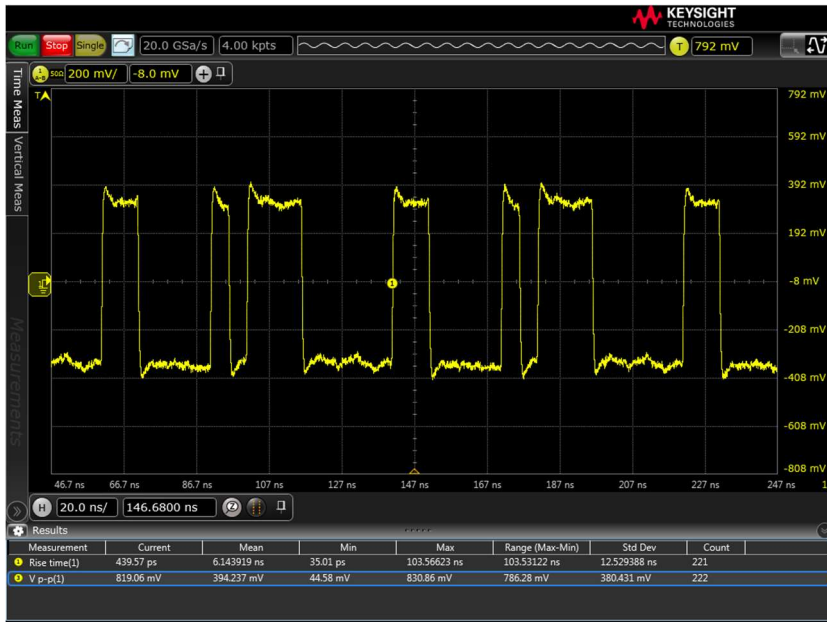 KEYSIGHT
TECHNOLOGIES
Run Stop Single 20.0 GSa/s 4.00 kpts T 792 mV
1 50Ω 200 mV/ -8.0 mV
Time Meas
Vertical Meas
Measurements
T
792 mV
592 mV
392 mV
192 mV
-8 mV
-208 mV
-408 mV
-608 mV
-808 mV
1
46.7 ns 66.7 ns 86.7 ns 107 ns 127 ns 147 ns 167 ns 187 ns 207 ns 227 ns 247 ns 1
H 20.0 ns/ 146.6800 ns
Results
Measurement Current Mean Min Max Range (Max-Min) Std Dev Count
1 Rise time(1) 439.57 ps 6.143919 ns 35.01 ps 103.56623 ns 103.53122 ns 12.529388 ns 221
3 V p-p(1) 819.06 mV 394.237 mV 44.58 mV 830.86 mV 786.28 mV 380.431 mV 222